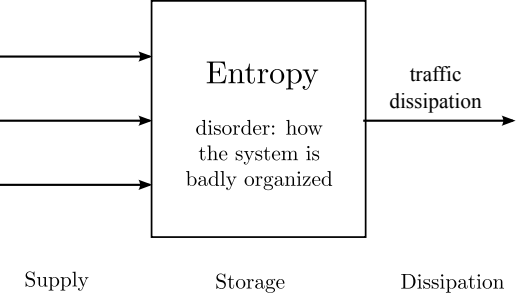 Entropy
disorder: how
the system is
badly organized
traffic
dissipation
Supply
Storage
Dissipation